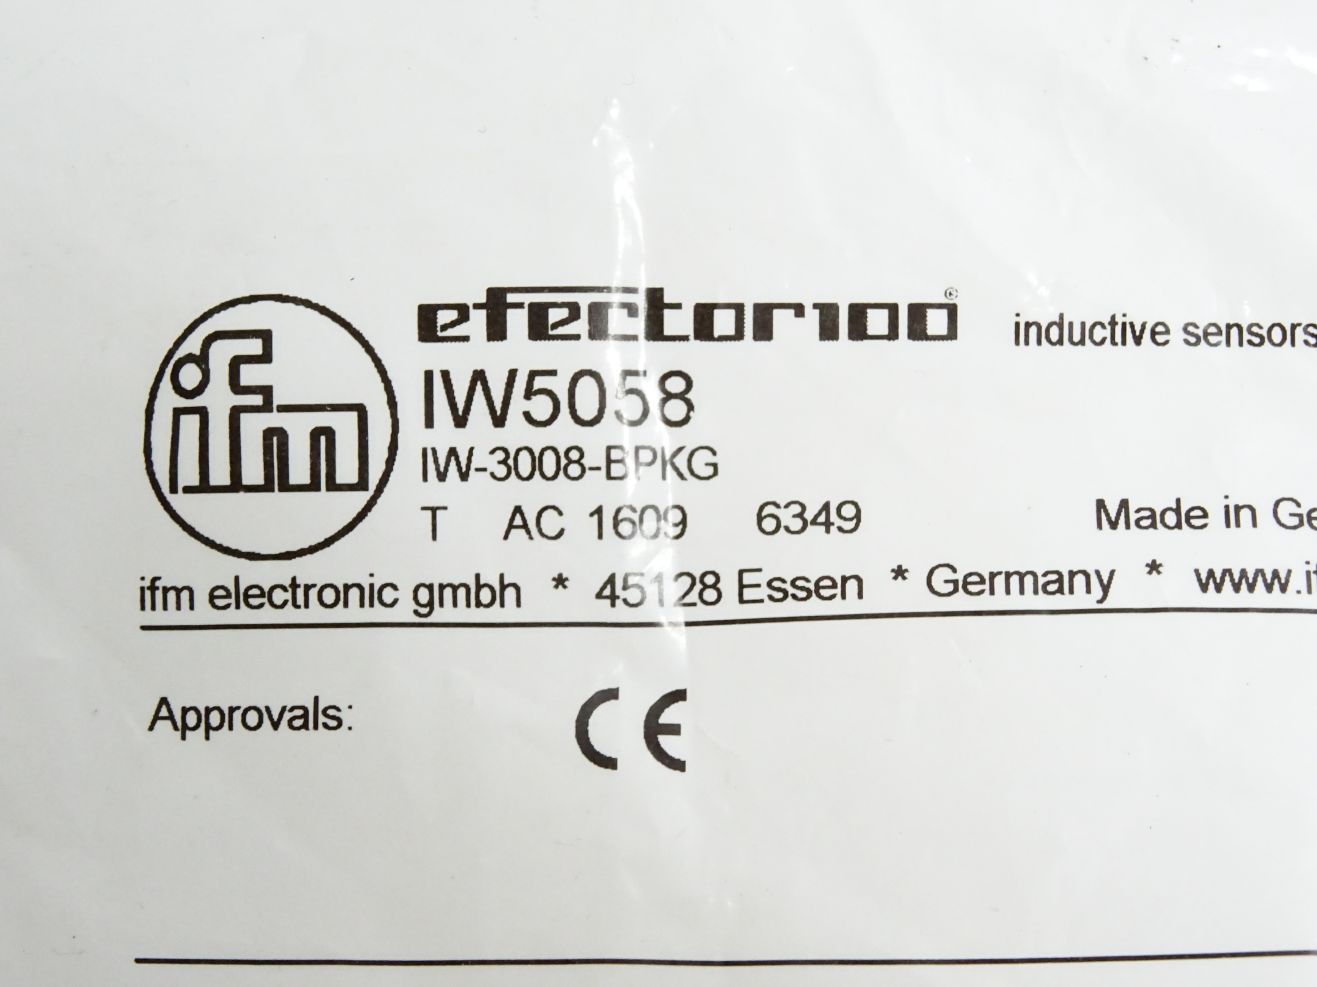 efector100®
inductive sensors
ifm
IW5058
IW-3008-BPKG
T AC 1609 6349
Made in Ge
ifm electronic gmbh * 45128 Essen * Germany * www.if
Approvals: CE